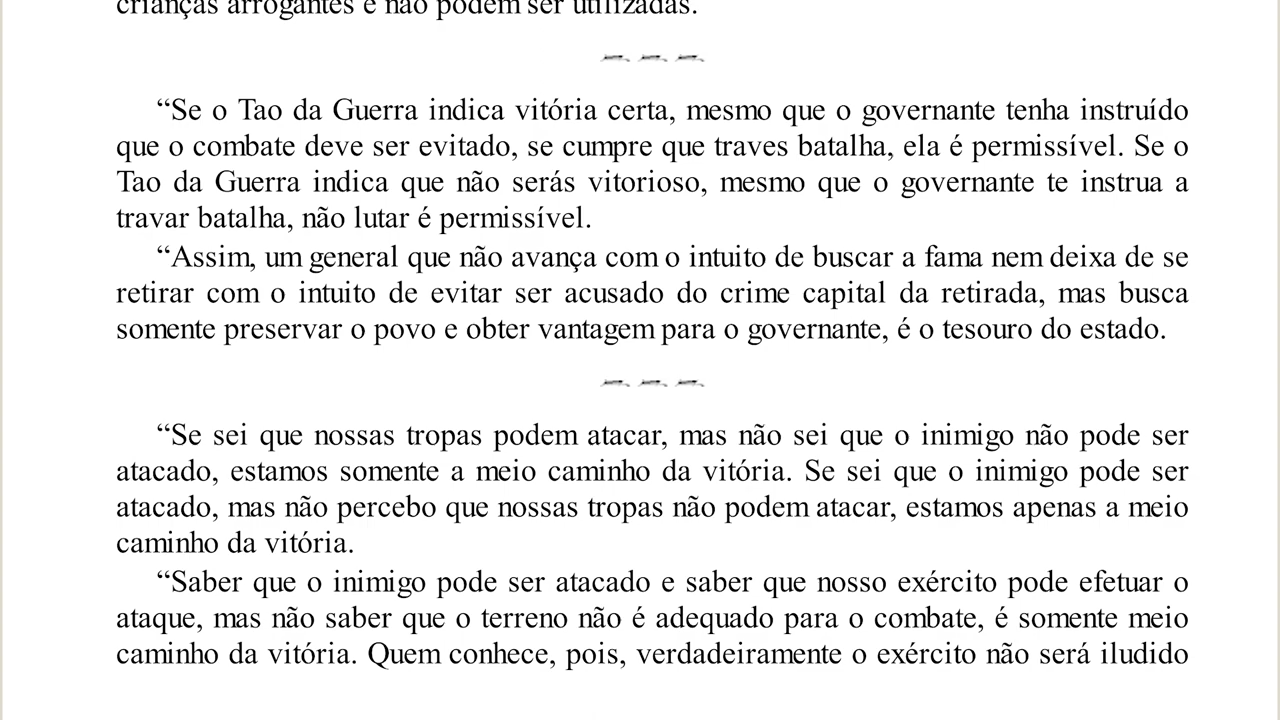 crianças arrogantes e não podem ser utilizadas.
“Se o Tao da Guerra indica vitória certa, mesmo que o governante tenha instruído
que o combate deve ser evitado, se cumpre que traves batalha, ela é permissível. Se o
Tao da Guerra indica que não serás vitorioso, mesmo que o governante te instrua a
travar batalha, não lutar é permissível.
“Assim, um general que não avança com o intuito de buscar a fama nem deixa de se
retirar com o intuito de evitar ser acusado do crime capital da retirada, mas busca
somente preservar o povo e obter vantagem para o governante, é o tesouro do estado.
“Se sei que nossas tropas podem atacar, mas não sei que o inimigo não pode ser
atacado, estamos somente a meio caminho da vitória. Se sei que o inimigo pode ser
atacado, mas não percebo que nossas tropas não podem atacar, estamos apenas a meio
caminho da vitória.
“Saber que o inimigo pode ser atacado e saber que nosso exército pode efetuar o
ataque, mas não saber que o terreno não é adequado para o combate, é somente meio
caminho da vitória. Quem conhece, pois, verdadeiramente o exército não será iludido